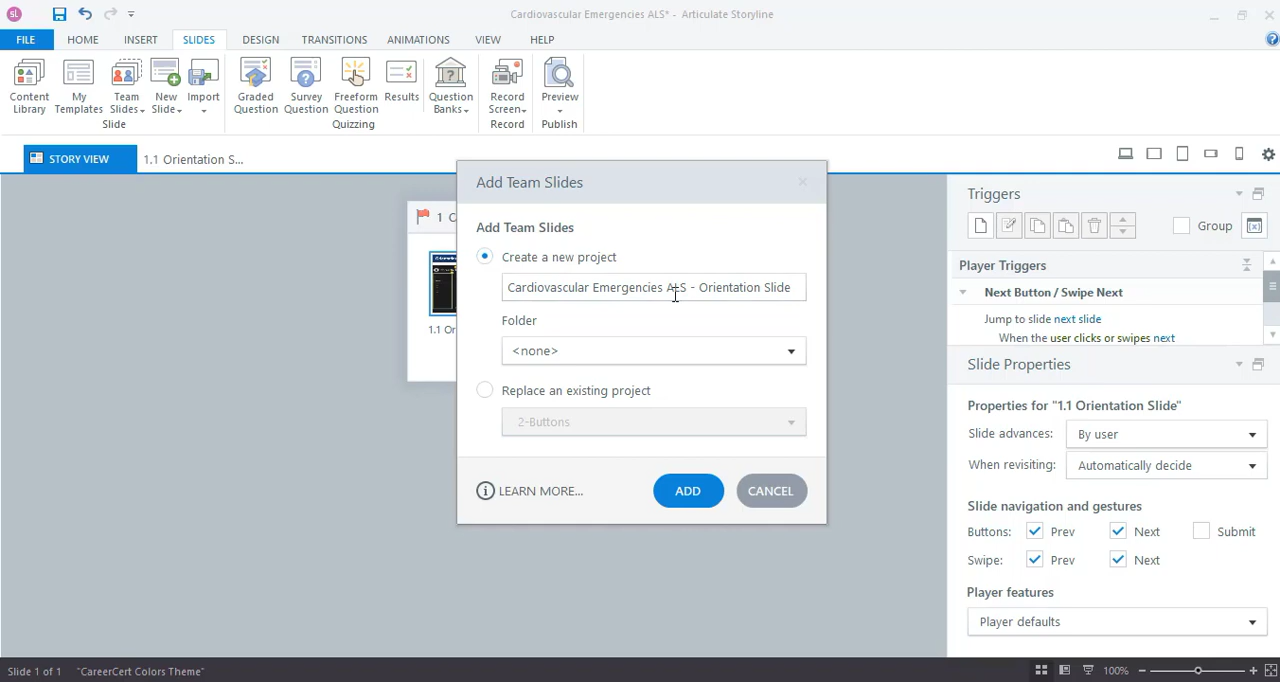 sl
Cardiovascular Emergencies ALS* - Articulate Storyline
FILE HOME INSERT SLIDES DESIGN TRANSITIONS ANIMATIONS VIEW HELP
Content Library
My Templates
Team Slides
New Slide
Import
Slide
Graded Question
Survey Question
Freeform Question
Results
Question Banks
Quizzing
Record Screen
Record
Preview
Publish
STORY VIEW
1.1 Orientation S...
Add Team Slides
Add Team Slides
Create a new project
Cardiovascular Emergencies ALS - Orientation Slide
Folder
<none>
Replace an existing project
2-Buttons
LEARN MORE...
ADD
CANCEL
1 O
1.1 Or
Triggers
Group
Player Triggers
Next Button / Swipe Next
Jump to slide next slide
When the user clicks or swipes next
Slide Properties
Properties for "1.1 Orientation Slide"
Slide advances: By user
When revisiting: Automatically decide
Slide navigation and gestures
Buttons: Prev Next Submit
Swipe: Prev Next
Player features
Player defaults
Slide 1 of 1 "CareerCert Colors Theme" 100%